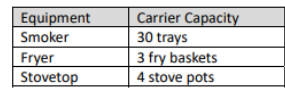 Equipment Carrier Capacity
Smoker 30 trays
Fryer 3 fry baskets
Stovetop 4 stove pots